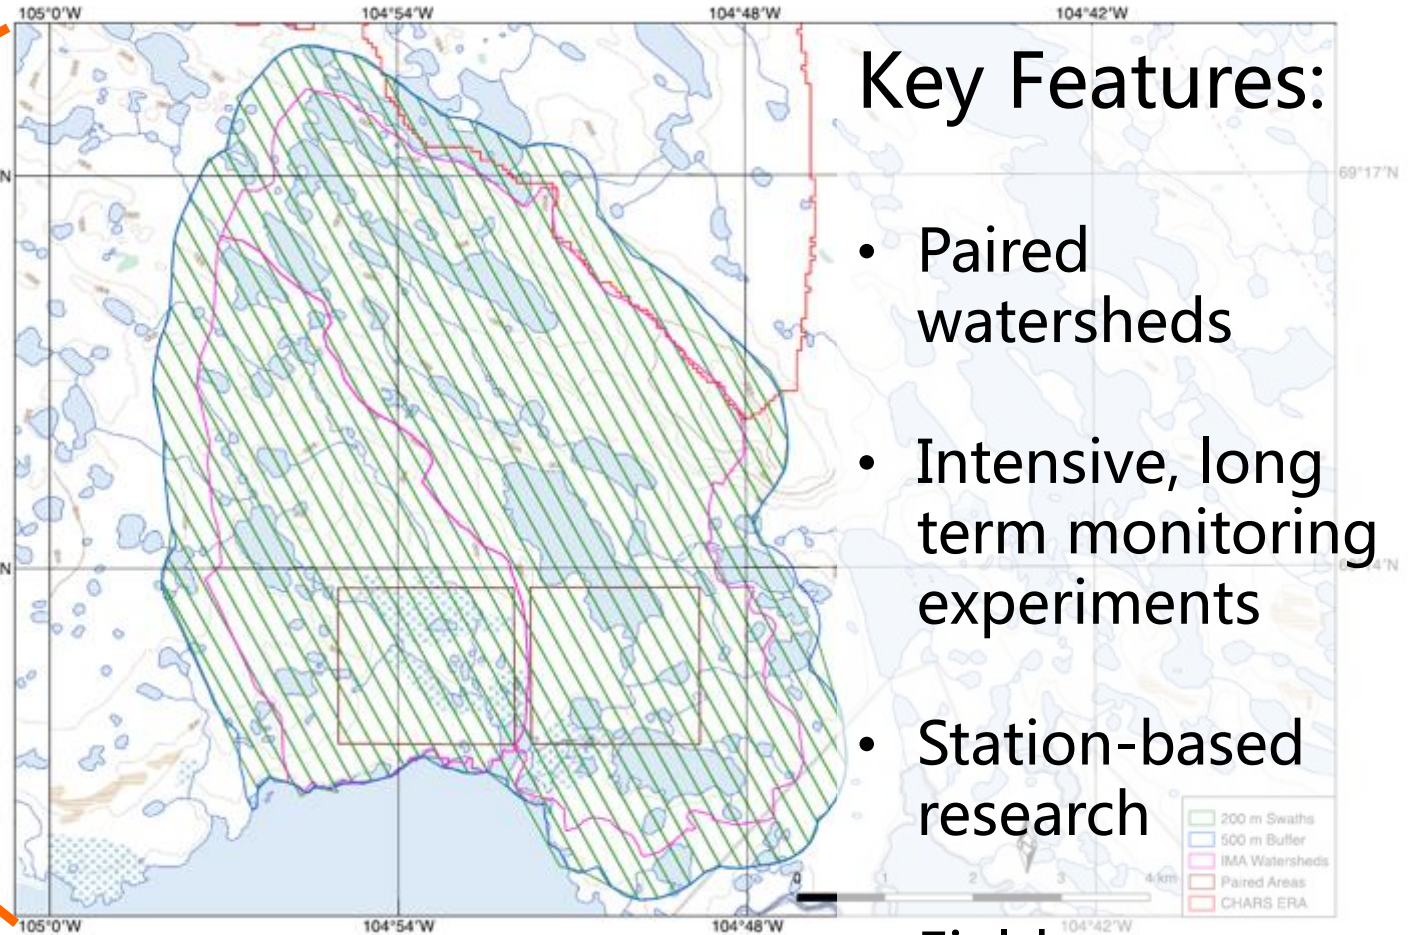 105°0'W 104°54'W 104°48'W 104°42'W
Key Features:
N 69°17'N
• Paired
watersheds
• Intensive, long
term monitoring
experiments
N
• Station-based
research
200 m Swaths
500 m Buffer
IMA Watersheds
Paired Areas
CHARS ERA
0 1 2 3 4 km
105°0'W 104°54'W 104°48'W 104°42'W